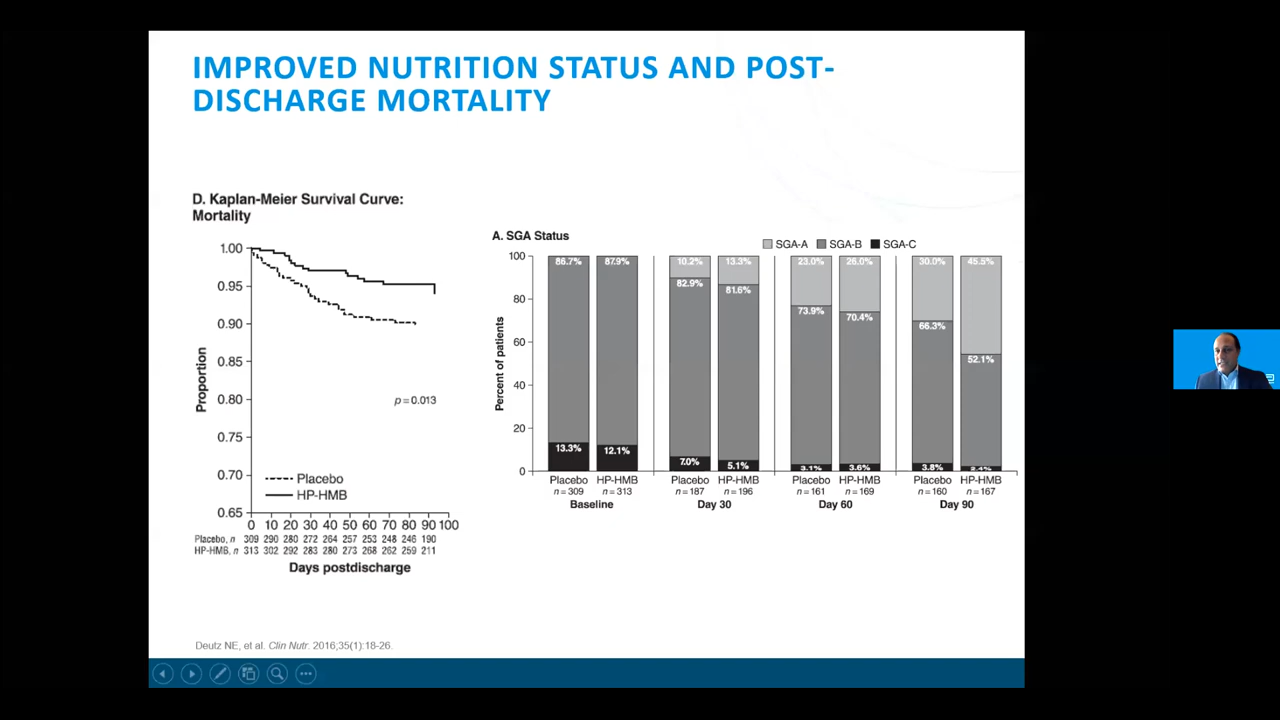 IMPROVED NUTRITION STATUS AND POST-
DISCHARGE MORTALITY
D. Kaplan-Meier Survival Curve:
Mortality
1.00
0.95
0.90
0.85
0.80
0.75
0.70
0.65
Proportion
p=0.013
Placebo
HP-HMB
0 10 20 30 40 50 60 70 80 90 100
Placebo, n 309 290 280 272 264 257 253 248 246 190
HP-HMB, n 313 302 292 283 280 273 268 262 259 211
Days postdischarge
A. SGA Status
SGA-A SGA-B SGA-C
100
80
60
40
20
0
Percent of patients
86.7% 87.9% 10.2% 13.3% 23.0% 26.0% 30.0% 45.5%
82.9% 81.6% 73.9% 70.4% 66.3% 52.1%
13.3% 12.1% 7.0% 5.1% 3.1% 3.6% 3.8% 2.4%
Placebo HP-HMB Placebo HP-HMB Placebo HP-HMB Placebo HP-HMB
n=309 n=313 n=187 n=196 n=161 n=169 n=160 n=167
Baseline Day 30 Day 60 Day 90
Deutz NE, et al. Clin Nutr. 2016;35(1):18-26.